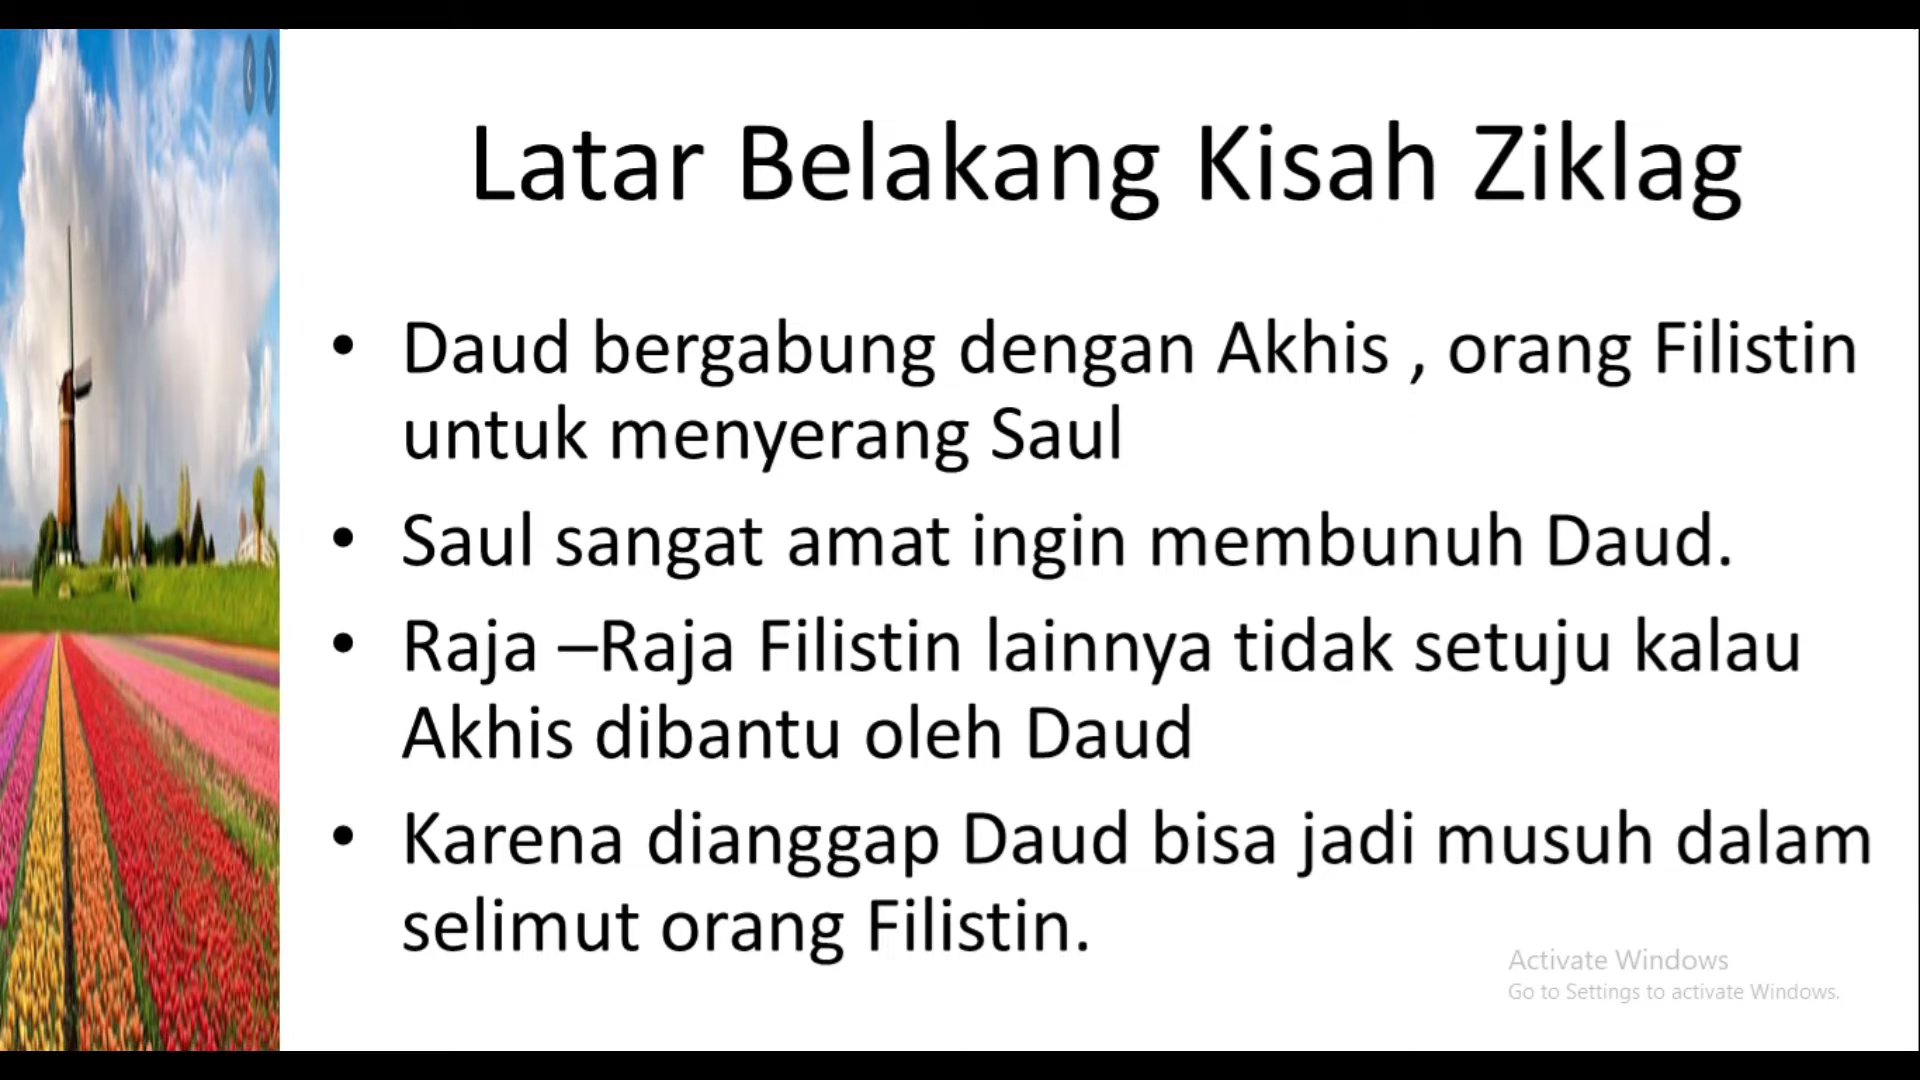 Latar Belakang Kisah Ziklag
• Daud bergabung dengan Akhis , orang Filistin
untuk menyerang Saul
• Saul sangat amat ingin membunuh Daud.
• Raja –Raja Filistin lainnya tidak setuju kalau
Akhis dibantu oleh Daud
• Karena dianggap Daud bisa jadi musuh dalam
selimut orang Filistin.
Activate Windows
Go to Settings to activate Windows.